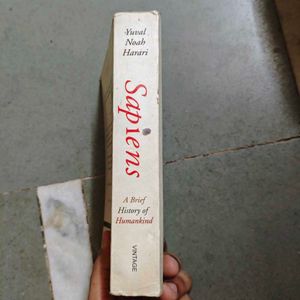 Yuval
Noah
Harari
Sapiens
A Brief
History of
Humankind
VINTAGE